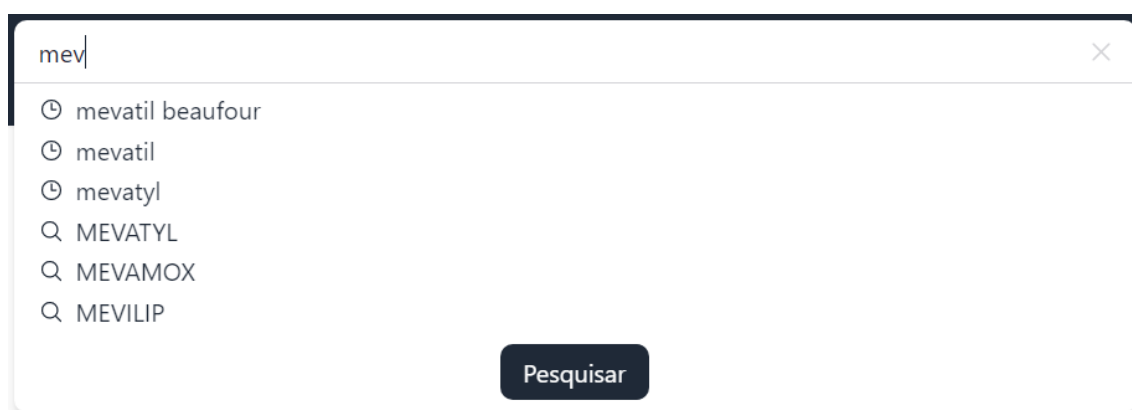 mev
mevatil beaufour
mevatil
mevatyl
MEVATYL
MEVAMOX
MEVILIP
Pesquisar